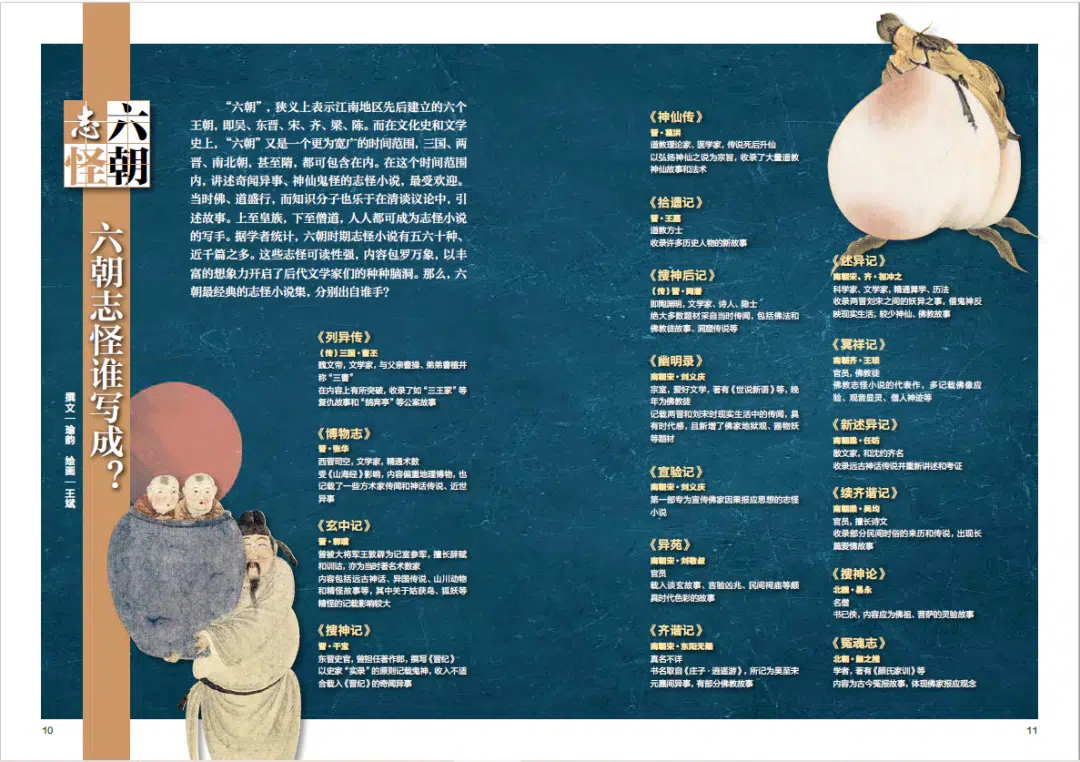 六朝
志怪
六朝志怪谁写成？
撰文｜瑜韵 绘画｜王斌
“六朝”，狭义上表示江南地区先后建立的六个
王朝，即吴、东晋、宋、齐、梁、陈。而在文化史和文学
史上，“六朝”又是一个更为宽广的时间范围，三国、两
晋、南北朝，甚至隋，都可包含在内。在这个时间范围
内，讲述奇闻异事、神仙鬼怪的志怪小说，最受欢迎。
当时佛、道盛行，而知识分子也乐于在清谈议论中，引
述故事。上至皇族，下至僧道，人人都可成为志怪小说
的写手。据学者统计，六朝时期志怪小说有五六十种、
近千篇之多。这些志怪可读性强，内容包罗万象，以丰
富的想象力开启了后代文学家们的种种脑洞。那么，六
朝最经典的志怪小说集，分别出自谁手？
《列异传》
（传）三国·曹丕
魏文帝，文学家，与父亲曹操、弟弟曹植并
称“三曹”
在内容上有所突破，收录了如“三王冢”等
复仇故事和“鹄奔亭”等公案故事
《博物志》
晋·张华
西晋司空，文学家，精通术数
受《山海经》影响，内容偏重地理博物，也
记载了一些方术家传闻和神话传说、近世
异事
《玄中记》
晋·郭璞
曾被大将军王敦辟为记室参军，擅长辞赋
和训诂，亦为当时著名术数家
内容包括远古神话、异国传说、山川动物
和精怪故事等，其中关于姑获鸟、狐妖等
精怪的记载影响较大
《搜神记》
晋·干宝
东晋史官，曾担任著作郎，撰写《晋纪》
以史家“实录”的原则记载鬼神，收入不适
合载入《晋纪》的奇闻异事
10
《神仙传》
晋·葛洪
道教理论家、医学家，传说死后升仙
以弘扬神仙之说为宗旨，收录了大量道教
神仙故事和法术
《拾遗记》
晋·王嘉
道教方士
收录许多历史人物的新故事
《搜神后记》
（传）晋·陶潜
即陶渊明，文学家、诗人、隐士
绝大多数题材采自当时传闻，包括佛法和
佛教徒故事、洞窟传说等
《幽明录》
南朝宋·刘义庆
宗室，爱好文学，著有《世说新语》等，晚
年为佛教徒
记载两晋和刘宋时现实生活中的传闻，具
有时代感，且新增了佛家地狱观、器物妖
等题材
《宣验记》
南朝宋·刘义庆
第一部专为宣传佛家因果报应思想的志怪
小说
《异苑》
南朝宋·刘敬叔
官员
载入谈玄故事、吉验凶兆、民间祠庙等颇
具时代色彩的故事
《齐谐记》
南朝宋·东阳无疑
真名不详
书名取自《庄子·逍遥游》，所记为吴至宋
元嘉间异事，有部分佛教故事
《述异记》
南朝宋、齐·祖冲之
科学家、文学家，精通算学、历法
收录两晋刘宋之间的妖异之事，借鬼神反
映现实生活，较少神仙、佛教故事
《冥祥记》
南朝齐·王琰
官员，佛教徒
佛教志怪小说的代表作，多记载佛像应
验、观音显灵、僧人神迹等
《新述异记》
南朝梁·任昉
散文家，和沈约齐名
收录远古神话传说并重新讲述和考证
《续齐谐记》
南朝梁·吴均
官员，擅长诗文
收录部分民间时俗的来历和传说，出现长
篇爱情故事
《搜神论》
北魏·昙永
名僧
书已佚，内容应为佛祖、菩萨的灵验故事
《冤魂志》
北朝·颜之推
学者，著有《颜氏家训》等
内容为古今冤报故事，体现佛家报应观念
11